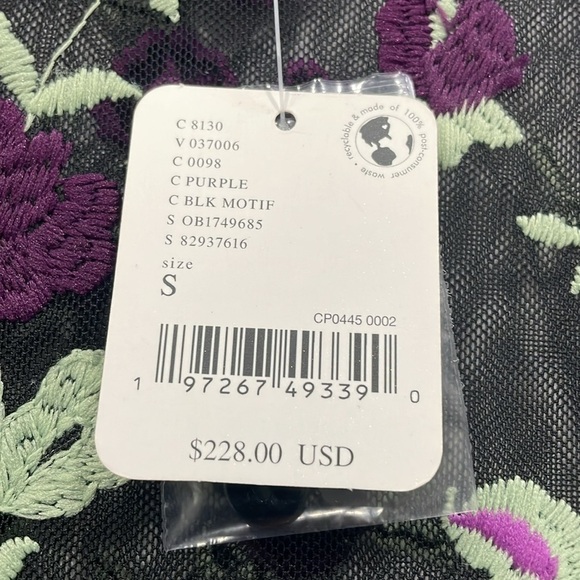 C 8130
V 037006
C 0098
C PURPLE
C BLK MOTIF
S OB1749685
S 82937616
size
S
recyclable & made of 100% post-consumer waste •
CP0445 0002
1 97267 49339 0
$228.00 USD